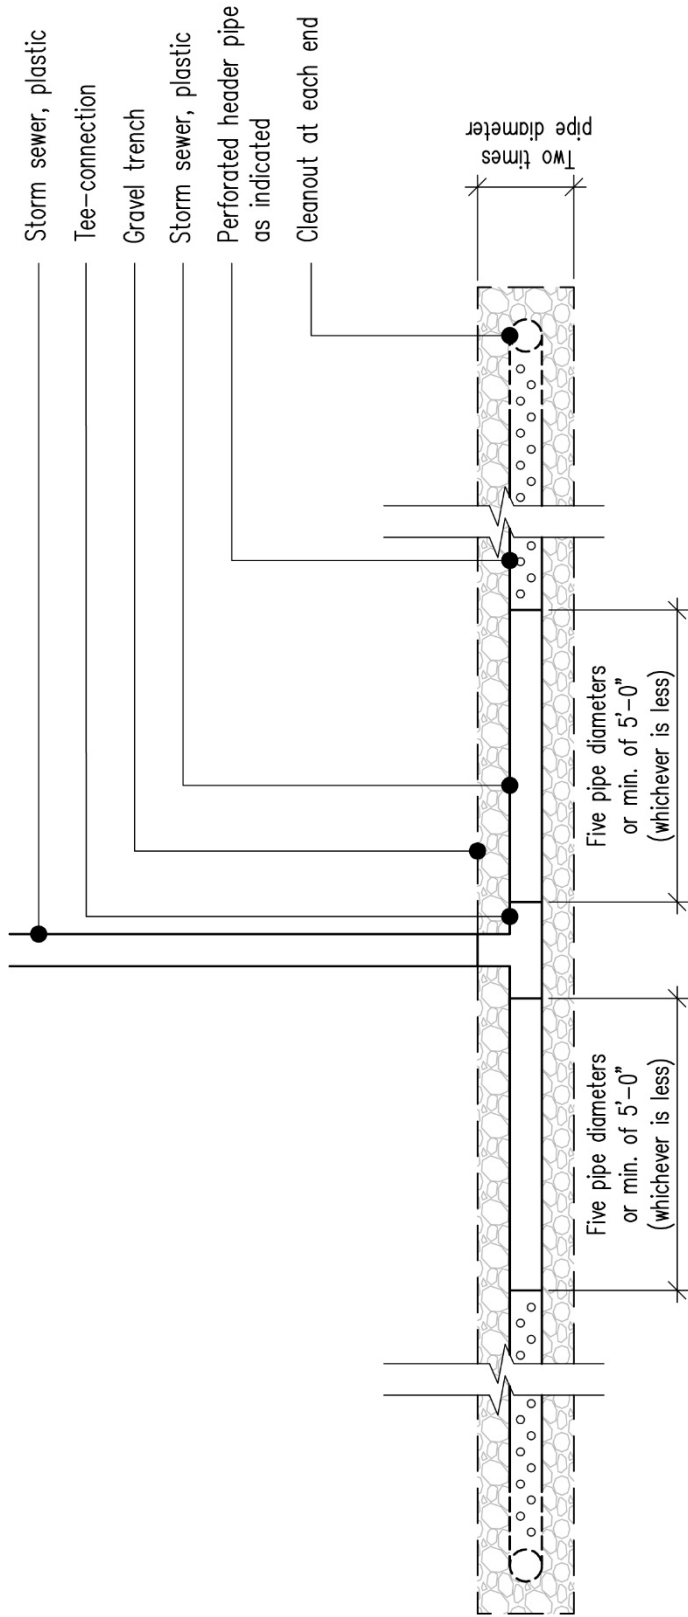 Storm sewer, plastic
Tee-connection
Gravel trench
Storm sewer, plastic
Perforated header pipe
as indicated
Cleanout at each end
Two times
pipe diameter
Five pipe diameters
or min. of 5'-0"
(whichever is less)
Five pipe diameters
or min. of 5'-0"
(whichever is less)